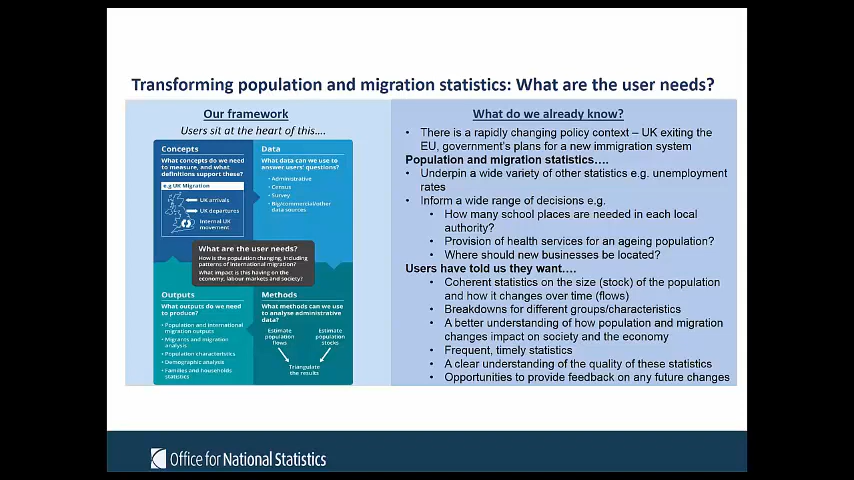 Transforming population and migration statistics: What are the user needs?
Our framework
Users sit at the heart of this....
Concepts
What concepts do we need
to measure, and what
definitions support these?
e.g UK Migration
UK arrivals
UK departures
Internal UK
movement
Data
What data can we use to
answer users' questions?
• Administrative
• Census
• Survey
• Big/commercial/other
data sources
What are the user needs?
How is the population changing, including
patterns of international migration?
What impact is this having on the
economy, labour markets and society?
Outputs
What outputs do we need
to produce?
• Population and international
migration outputs
• Migrants and migration
analysis
• Population characteristics
• Demographic analysis
• Families and households
statistics
Methods
What methods can we use
to analyse administrative
data?
Estimate
population
flows
Estimate
population
stocks
Triangulate
the results
What do we already know?
• There is a rapidly changing policy context – UK exiting the
EU, government's plans for a new immigration system
Population and migration statistics....
• Underpin a wide variety of other statistics e.g. unemployment
rates
• Inform a wide range of decisions e.g.
• How many school places are needed in each local
authority?
• Provision of health services for an ageing population?
• Where should new businesses be located?
Users have told us they want....
• Coherent statistics on the size (stock) of the population
and how it changes over time (flows)
• Breakdowns for different groups/characteristics
• A better understanding of how population and migration
changes impact on society and the economy
• Frequent, timely statistics
• A clear understanding of the quality of these statistics
• Opportunities to provide feedback on any future changes
Office for National Statistics